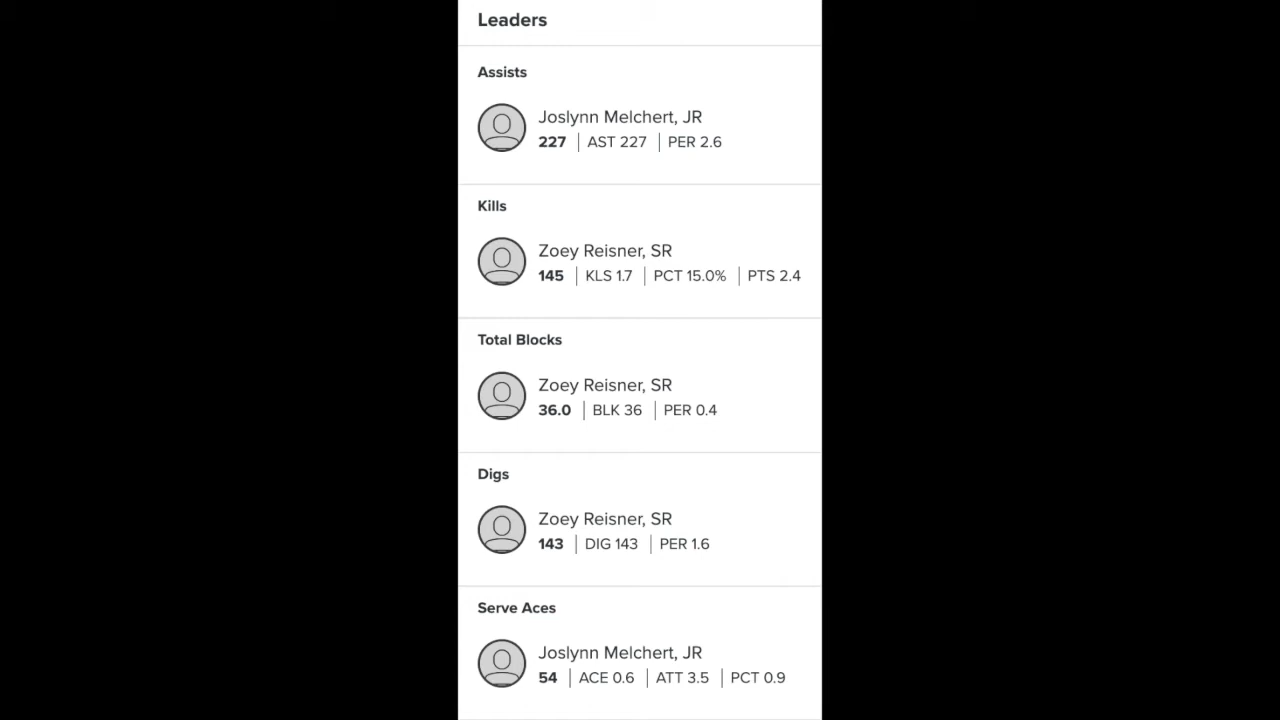 Leaders
Assists
Joslynn Melchert, JR
227 | AST 227 | PER 2.6
Kills
Zoey Reisner, SR
145 | KLS 1.7 | PCT 15.0% | PTS 2.4
Total Blocks
Zoey Reisner, SR
36.0 | BLK 36 | PER 0.4
Digs
Zoey Reisner, SR
143 | DIG 143 | PER 1.6
Serve Aces
Joslynn Melchert, JR
54 | ACE 0.6 | ATT 3.5 | PCT 0.9